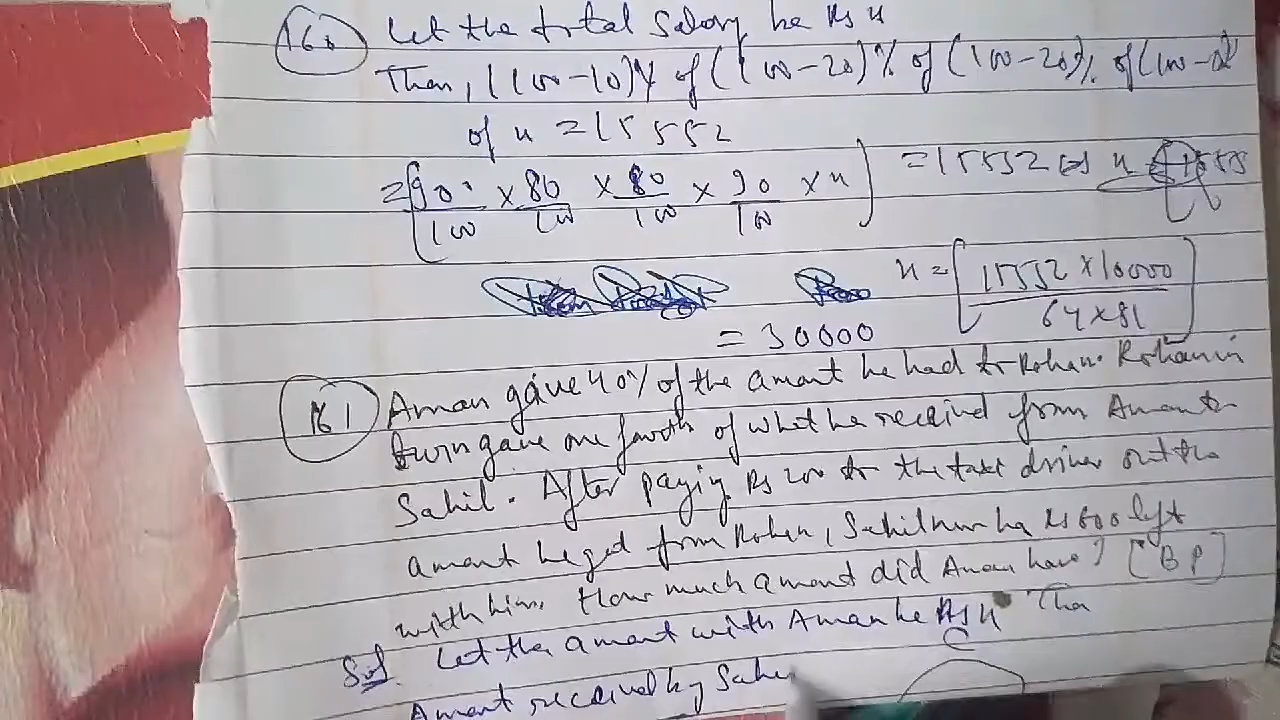 160 Let the total Salary be Rs x
Then, (100-10)% of (100-20)% of (100-20)% of (100-
of x = 15552
= [90/100 × 80/100 × 80/100 × 90/100 × x] = 15552 x
x = [15552 × 10000 / 64 × 81]
= 30000
161 Aman gave 40% of the amount he had to Rohan. Rohan in
turn gave one fourth of what he received from Aman to
Sahil. After paying Rs 200 to the taxi driver out the
amount he got from Rohan, Sahil now has Rs 600 left
with him. How much amount did Aman have? [BP]
Sol. Let the amount with Aman be Rs x Then
Amount received by